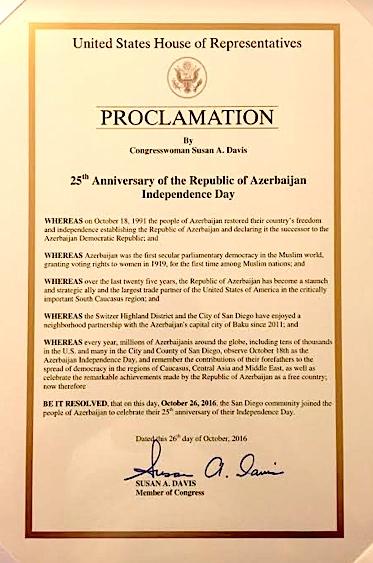 United States House of Representatives
PROCLAMATION
By
Congresswoman Susan A. Davis
25th Anniversary of the Republic of Azerbaijan
Independence Day
WHEREAS on October 18, 1991 the people of Azerbaijan restored their country's freedom
and independence establishing the Republic of Azerbaijan and declaring it the successor to the
Azerbaijan Democratic Republic; and
WHEREAS Azerbaijan was the first secular parliamentary democracy in the Muslim world,
granting voting rights to women in 1919, for the first time among Muslim nations; and
WHEREAS over the last twenty five years, the Republic of Azerbaijan has become a staunch
and strategic ally and the largest trade partner of the United States of America in the critically
important South Caucasus region; and
WHEREAS the Switzer Highland District and the City of San Diego have enjoyed a
neighborhood partnership with the Azerbaijan's capital city of Baku since 2011; and
WHEREAS every year, millions of Azerbaijanis around the globe, including tens of thousands
in the U.S. and many in the City and County of San Diego, observe October 18th as the
Azerbaijan Independence Day, and remember the contributions of their forefathers to the
spread of democracy in the regions of Caucasus, Central Asia and Middle East, as well as
celebrate the remarkable achievements made by the Republic of Azerbaijan as a free country;
now therefore
BE IT RESOLVED, that on this day, October 26, 2016, the San Diego community joined the
people of Azerbaijan to celebrate their 25th anniversary of their Independence Day.
Dated this 26th day of October, 2016
Susan A. Davis
SUSAN A. DAVIS
Member of Congress